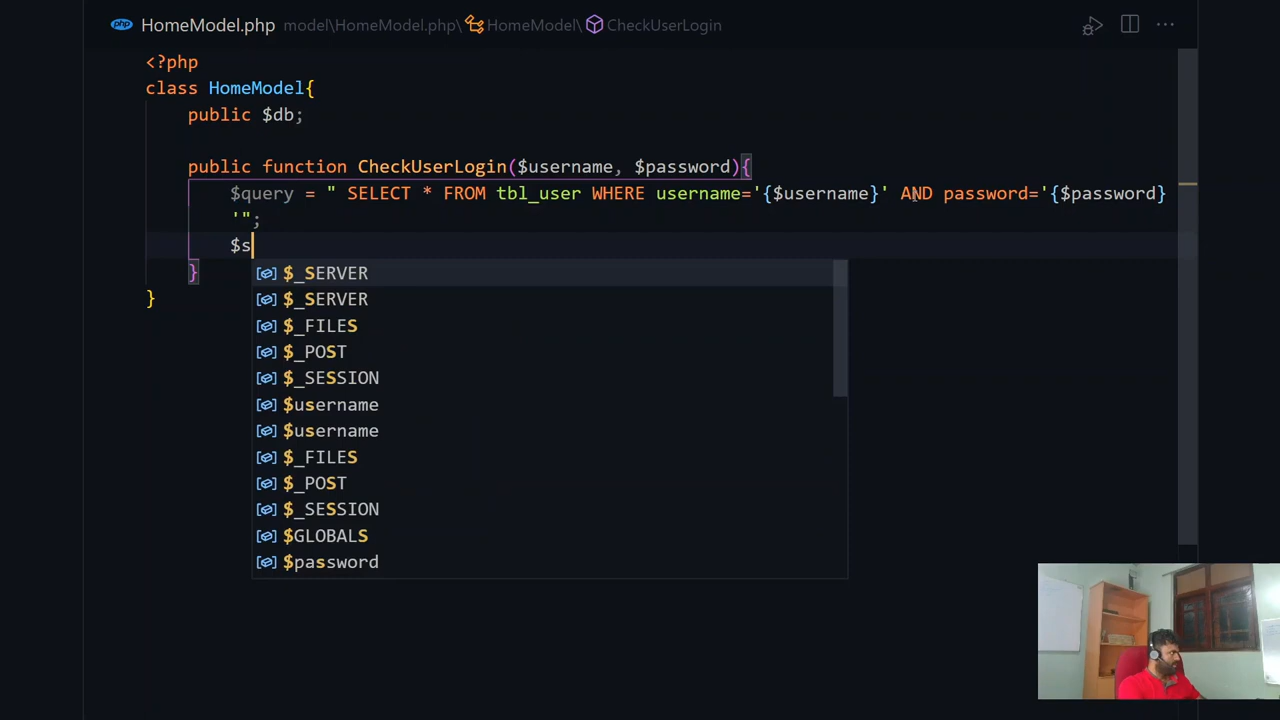 php HomeModel.php model\HomeModel.php\ HomeModel\ CheckUserLogin
<?php
class HomeModel{
public $db;
public function CheckUserLogin($username, $password){
$query = " SELECT * FROM tbl_user WHERE username='{$username}' AND password='{$password}
'";
$s
}
$_SERVER
$_SERVER
}
$_FILES
$_POST
$_SESSION
$username
$username
$_FILES
$_POST
$_SESSION
$GLOBALS
$password